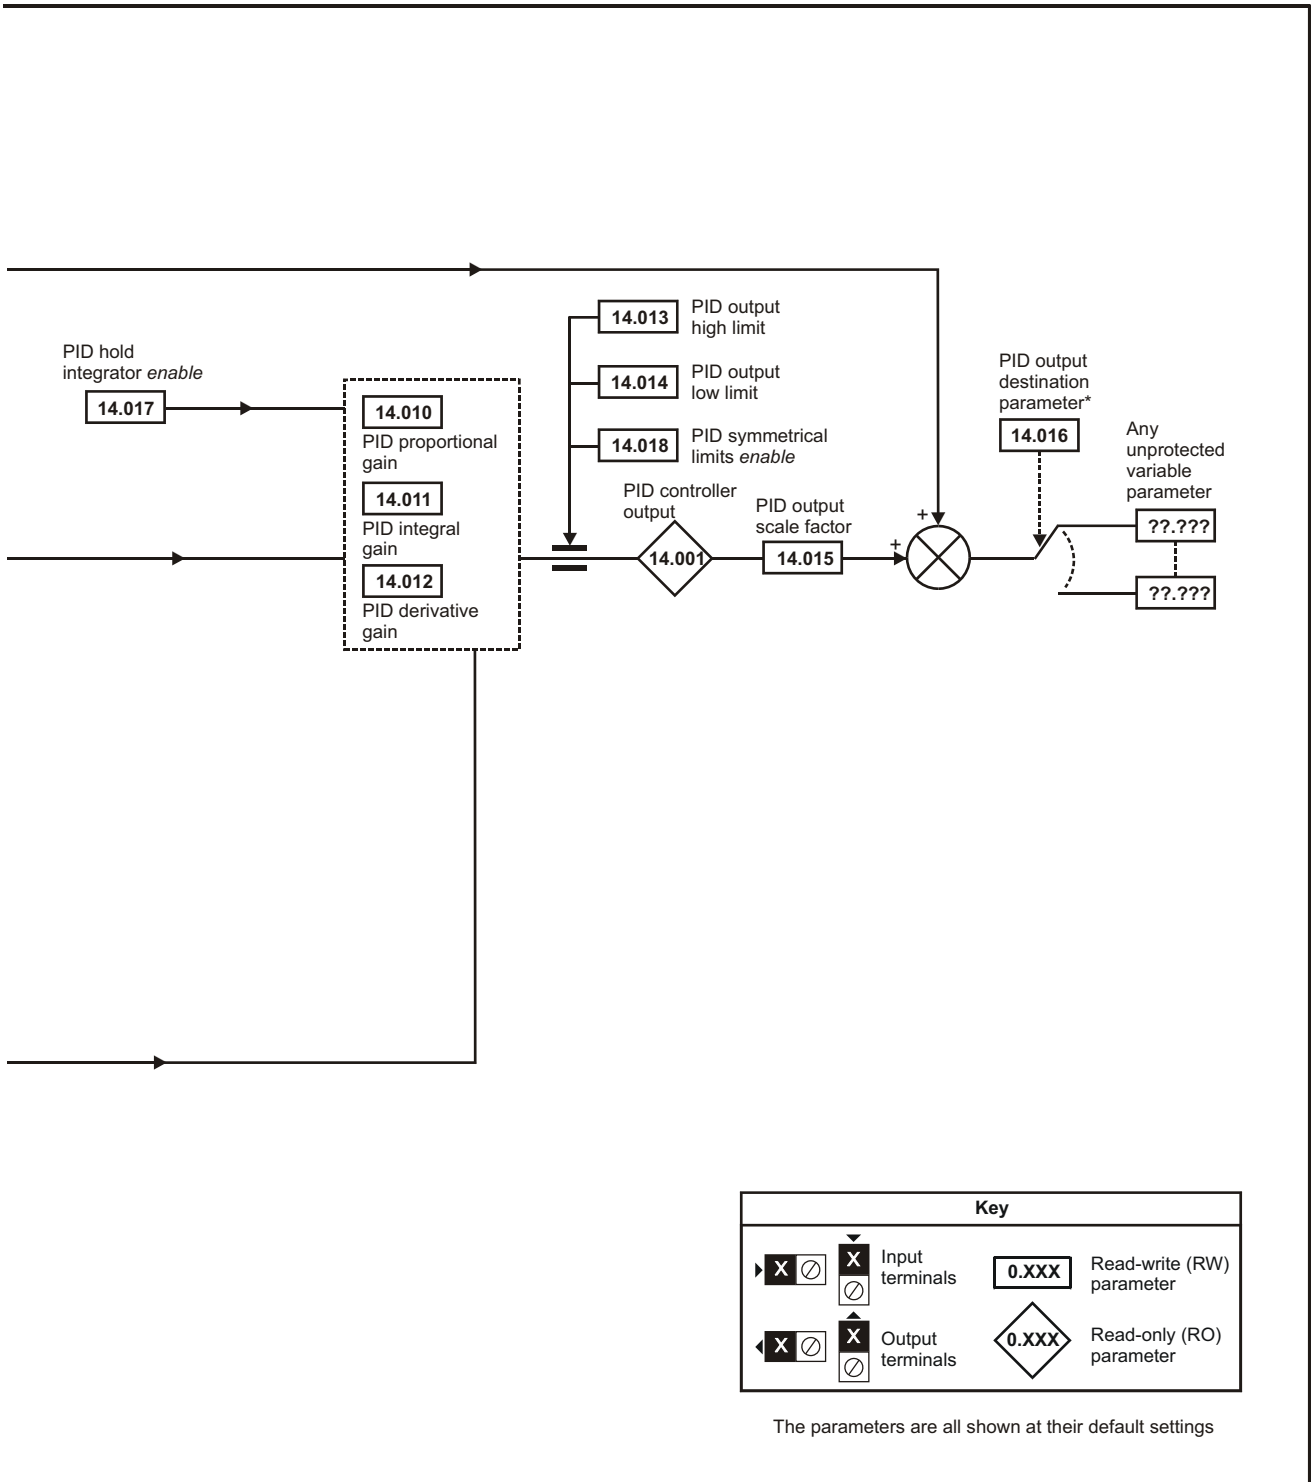 PID hold
integrator enable
14.017
14.010
PID proportional
gain
14.011
PID integral
gain
14.012
PID derivative
gain
14.013
PID output
high limit
14.014
PID output
low limit
14.018
PID symmetrical
limits enable
PID controller
output
14.001
PID output
scale factor
14.015
+
+
PID output
destination
parameter*
14.016
Any
unprotected
variable
parameter
??.???
??.???
Key
X
X
Input
terminals
0.XXX
Read-write (RW)
parameter
X
X
Output
terminals
0.XXX
Read-only (RO)
parameter
The parameters are all shown at their default settings